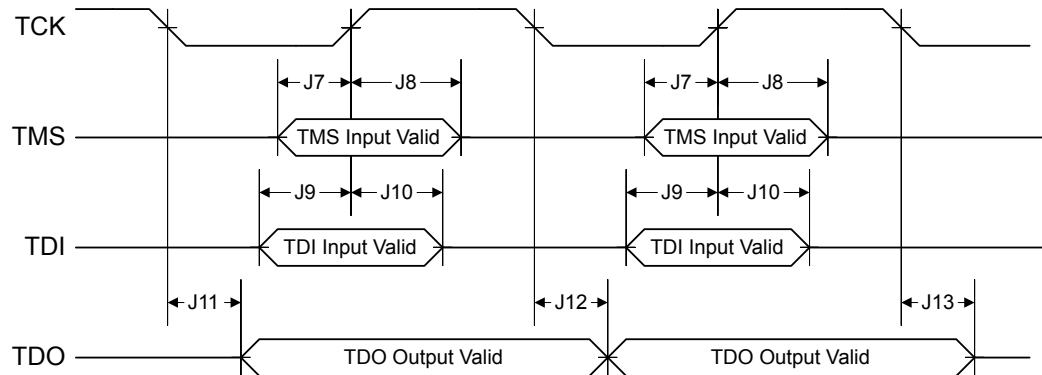 TCK
J7 J8 J7 J8
TMS TMS Input Valid TMS Input Valid
J9 J10 J9 J10
TDI TDI Input Valid TDI Input Valid
J11 J12 J13
TDO TDO Output Valid TDO Output Valid